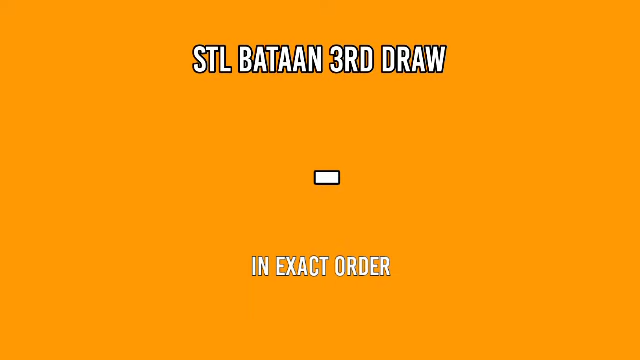 STL BATAAN 3RD DRAW
-
IN EXACT ORDER